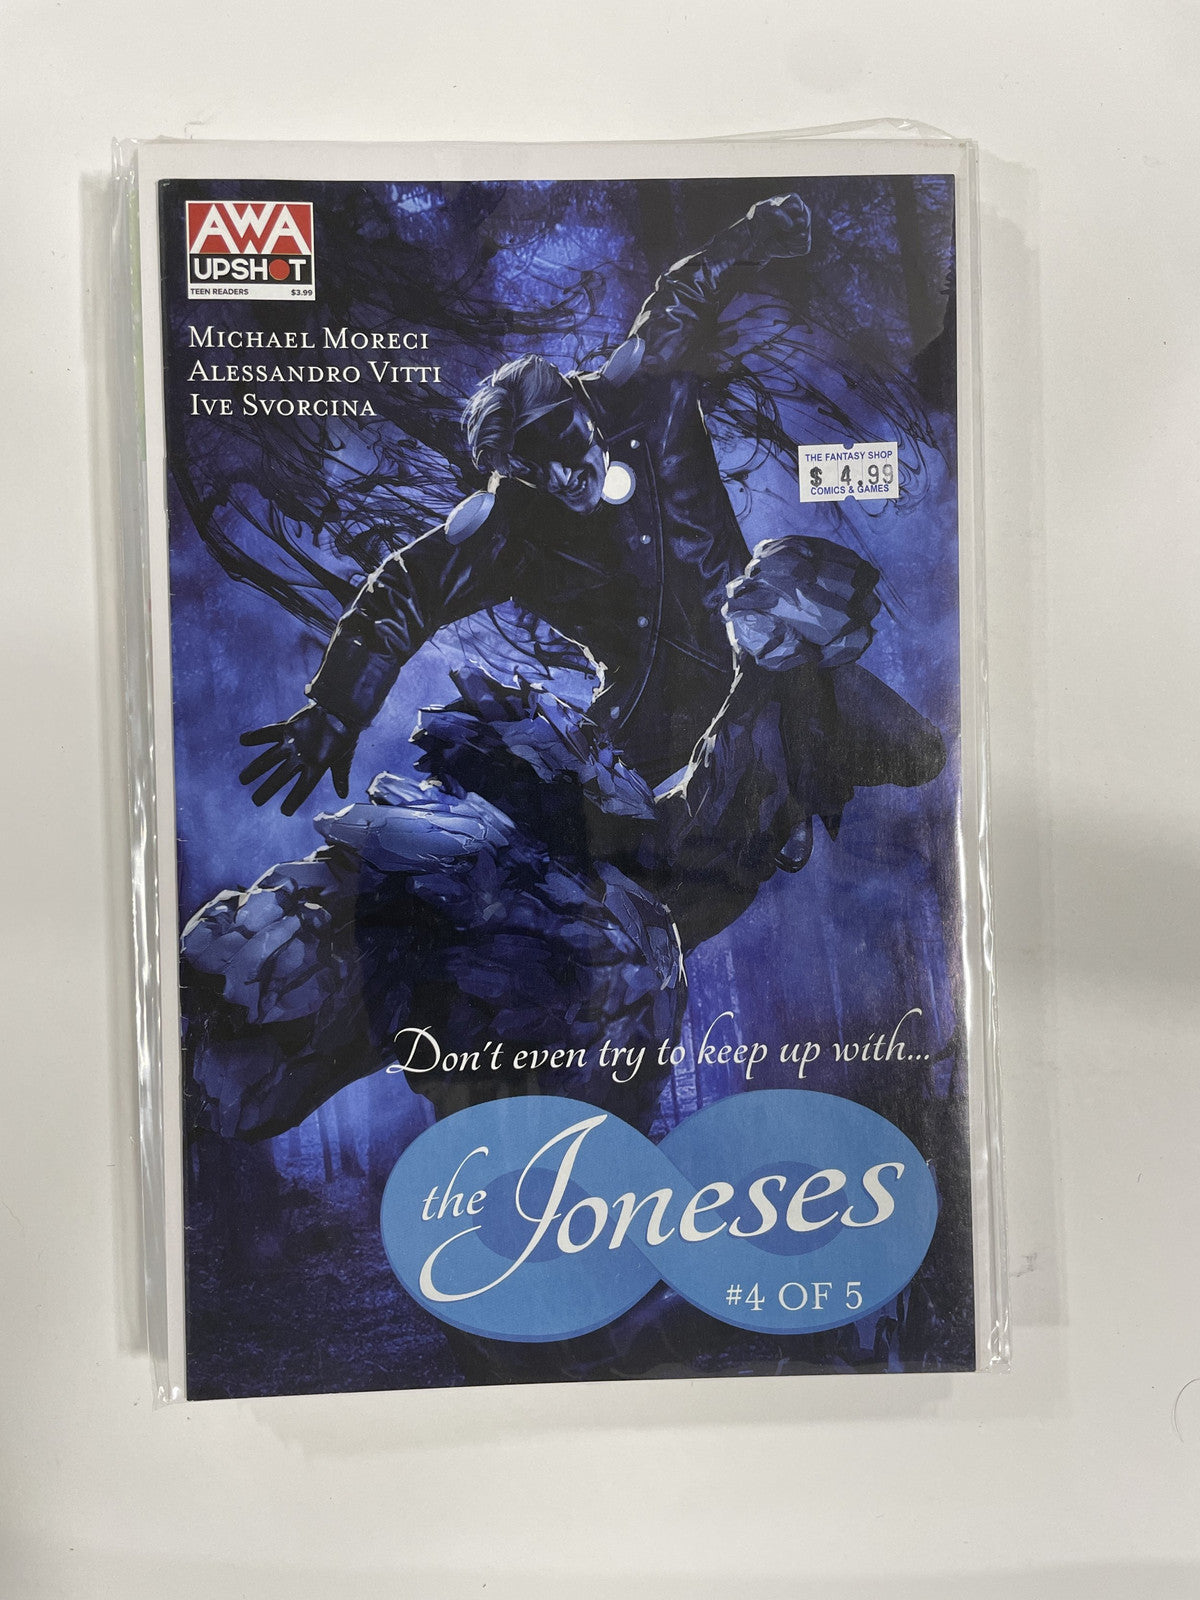 AWA
UPSHOT
TEEN READERS $3.99
MICHAEL MORECI
ALESSANDRO VITTI
IVE SVORCINA
THE FANTASY SHOP
$ 4.99
COMICS & GAMES
Don't even try to keep up with...
the Joneses
#4 OF 5